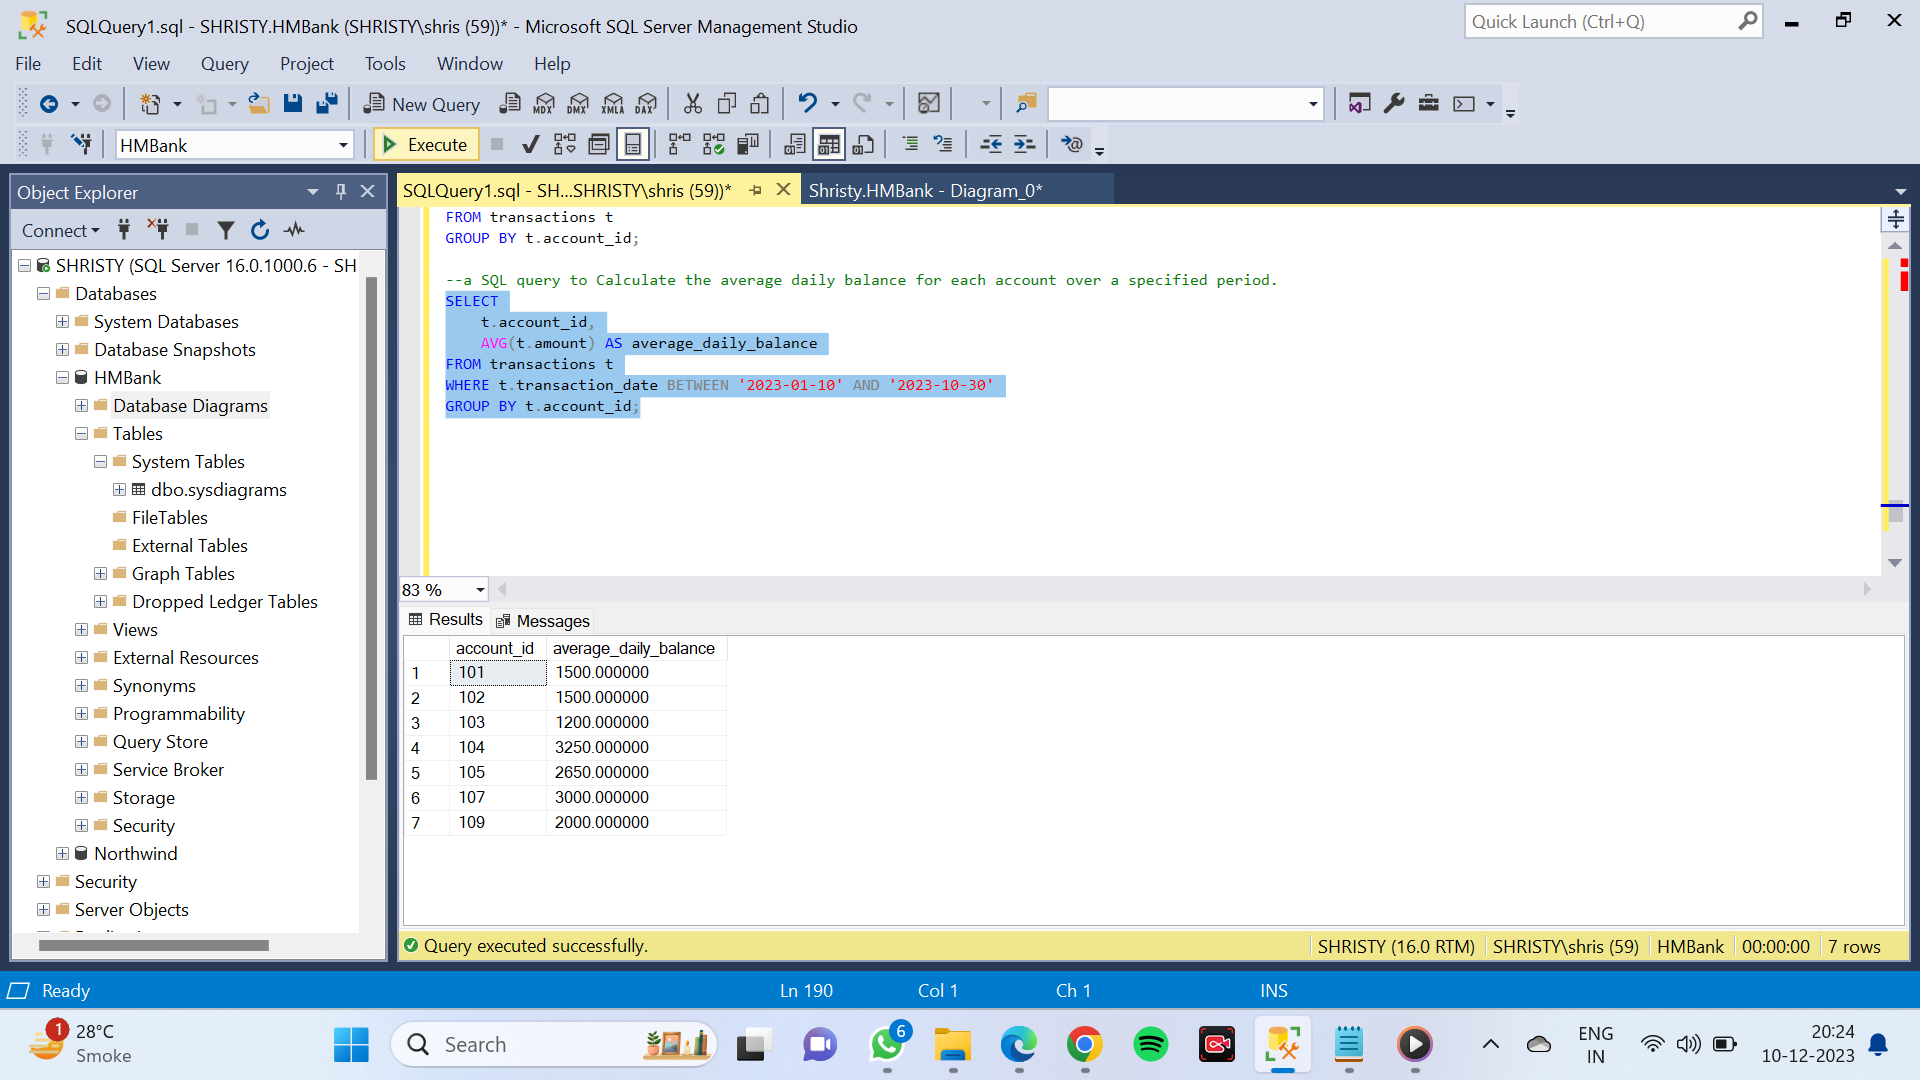 SQLQuery1.sql - SHRISTY.HMBank (SHRISTY\shris (59))* - Microsoft SQL Server Management Studio
Quick Launch (Ctrl+Q)
File Edit View Query Project Tools Window Help
New Query MDX DMX XMLA DAX
HMBank Execute
Object Explorer
SQLQuery1.sql - SH...SHRISTY\shris (59))* Shristy.HMBank - Diagram_0*
Connect
SHRISTY (SQL Server 16.0.1000.6 - SH
Databases
System Databases
Database Snapshots
HMBank
Database Diagrams
Tables
System Tables
dbo.sysdiagrams
FileTables
External Tables
Graph Tables
Dropped Ledger Tables
Views
External Resources
Synonyms
Programmability
Query Store
Service Broker
Storage
Security
Northwind
Security
Server Objects
FROM transactions t
GROUP BY t.account_id;
--a SQL query to Calculate the average daily balance for each account over a specified period.
SELECT
t.account_id,
AVG(t.amount) AS average_daily_balance
FROM transactions t
WHERE t.transaction_date BETWEEN '2023-01-10' AND '2023-10-30'
GROUP BY t.account_id;
83 %
Results Messages
account_id average_daily_balance
1 101 1500.000000
2 102 1500.000000
3 103 1200.000000
4 104 3250.000000
5 105 2650.000000
6 107 3000.000000
7 109 2000.000000
Query executed successfully. SHRISTY (16.0 RTM) SHRISTY\shris (59) HMBank 00:00:00 7 rows
Ready Ln 190 Col 1 Ch 1 INS
1 28°C
Smoke
Search
6
ENG
IN
20:24
10-12-2023